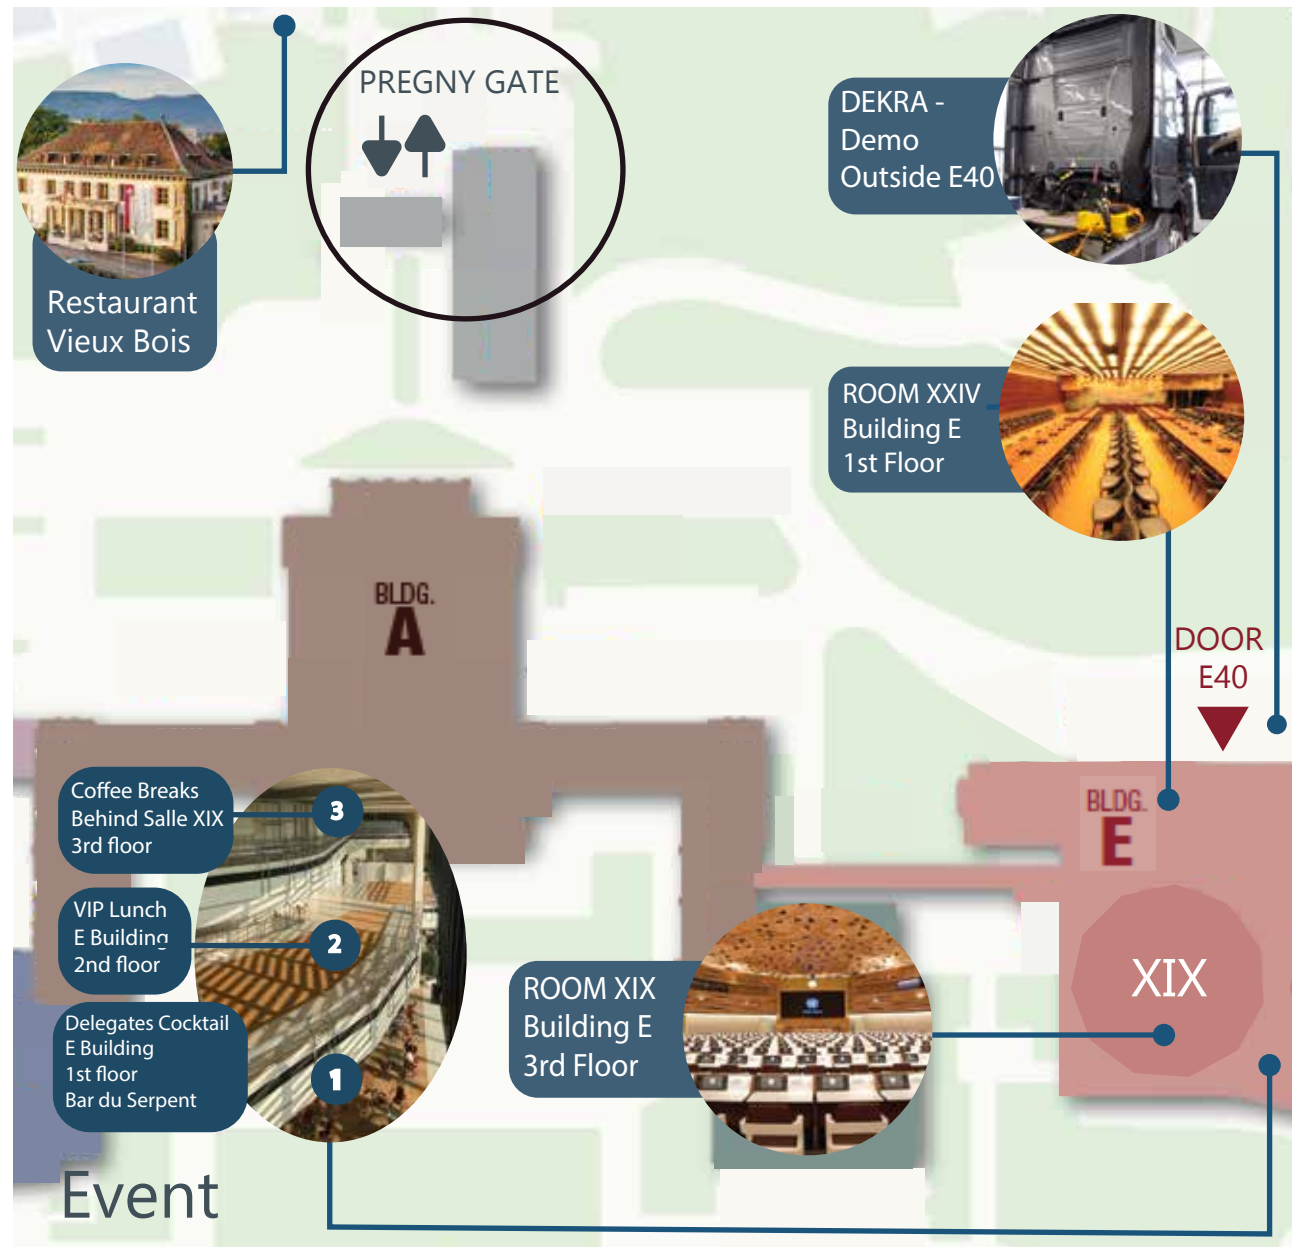 PREGNY GATE
Restaurant
Vieux Bois
DEKRA -
Demo
Outside E40
ROOM XXIV
Building E
1st Floor
BLDG.
A
DOOR
E40
BLDG.
E
XIX
Coffee Breaks
Behind Salle XIX
3rd floor
3
VIP Lunch
E Building
2nd floor
2
Delegates Cocktail
E Building
1st floor
Bar du Serpent
1
ROOM XIX
Building E
3rd Floor
Event